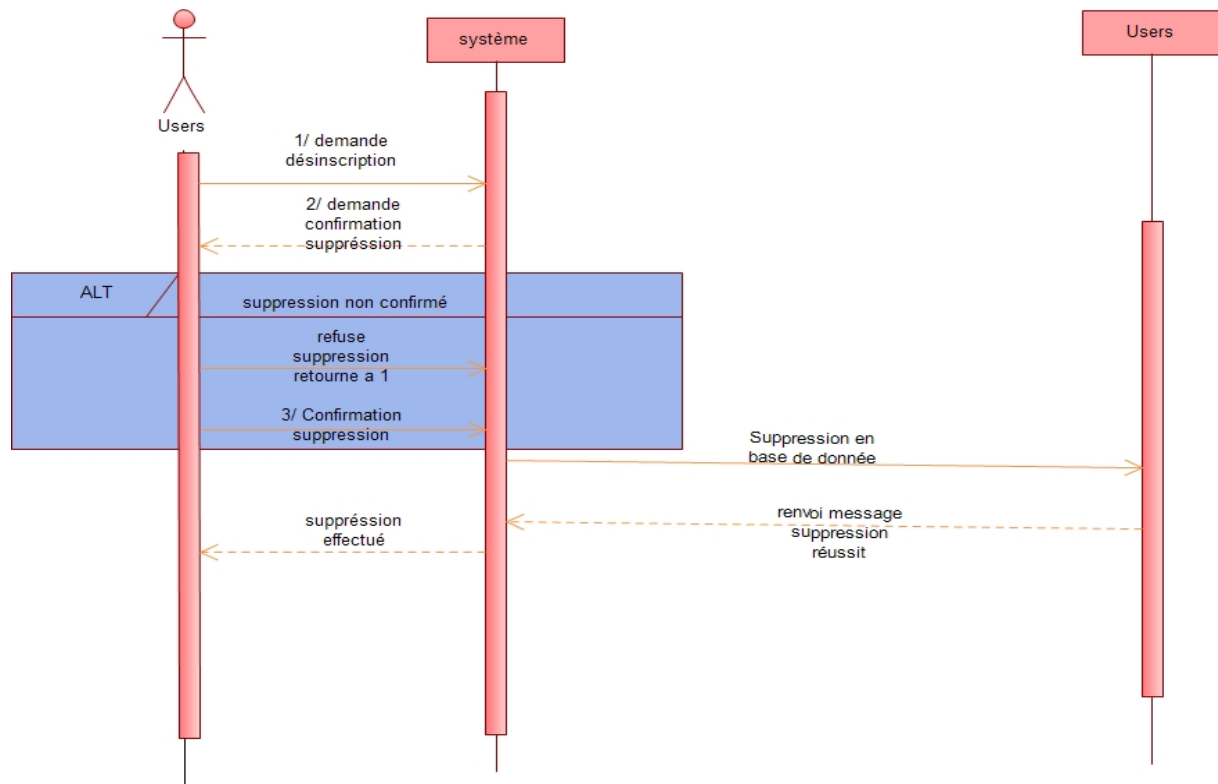 système
Users
Users
1/ demande
désinscription
2/ demande
confirmation
suppréssion
ALT
suppression non confirmé
refuse
suppression
retourne a 1
3/ Confirmation
suppression
Suppression en
base de donnée
renvoi message
suppression
réussit
suppréssion
effectué